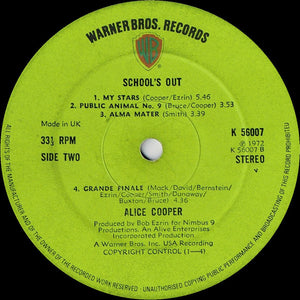 WARNER BROS. RECORDS
SCHOOL'S OUT
1. MY STARS (Cooper/Ezrin) 5.46
2. PUBLIC ANIMAL No. 9 (Bruce/Cooper) 3.53
3. ALMA MATER (Smith) 3.39
Made in UK
K 56007
33⅓ RPM
℗ 1972
K 56007 B
SIDE TWO
STEREO
4. GRANDE FINALE (Mack/David/Bernstein/
Ezrin/Cooper/Smith/Dunaway/
Buxton/Bruce) 4.36
ALICE COOPER
Produced by Bob Ezrin for Nimbus 9
Productions. An Alive Enterprises
Incorporated Production.
A Warner Bros. Inc. USA Recording
COPYRIGHT CONTROL (1—4)
ALL RIGHTS OF THE MANUFACTURER AND OF THE OWNER OF THE RECORDED WORK RESERVED. UNAUTHORISED COPYING PUBLIC PERFORMANCE AND BROADCASTING OF THIS RECORD PROHIBITED